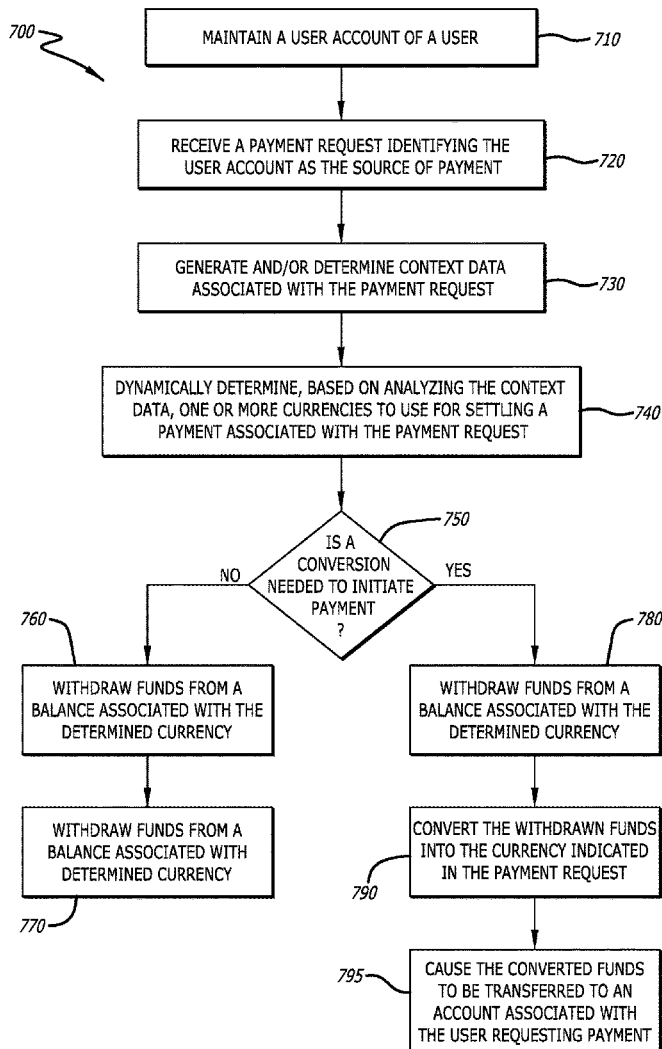 700
MAINTAIN A USER ACCOUNT OF A USER
710
RECEIVE A PAYMENT REQUEST IDENTIFYING THE
USER ACCOUNT AS THE SOURCE OF PAYMENT
720
GENERATE AND/OR DETERMINE CONTEXT DATA
ASSOCIATED WITH THE PAYMENT REQUEST
730
DYNAMICALLY DETERMINE, BASED ON ANALYZING THE CONTEXT
DATA, ONE OR MORE CURRENCIES TO USE FOR SETTLING A
PAYMENT ASSOCIATED WITH THE PAYMENT REQUEST
740
750
IS A
CONVERSION
NEEDED TO INITIATE
PAYMENT
?
NO
YES
760
WITHDRAW FUNDS FROM A
BALANCE ASSOCIATED WITH THE
DETERMINED CURRENCY
WITHDRAW FUNDS FROM A
BALANCE ASSOCIATED WITH
DETERMINED CURRENCY
770
780
WITHDRAW FUNDS FROM A
BALANCE ASSOCIATED WITH THE
DETERMINED CURRENCY
CONVERT THE WITHDRAWN FUNDS
INTO THE CURRENCY INDICATED
IN THE PAYMENT REQUEST
790
795
CAUSE THE CONVERTED FUNDS
TO BE TRANSFERRED TO AN
ACCOUNT ASSOCIATED WITH
THE USER REQUESTING PAYMENT